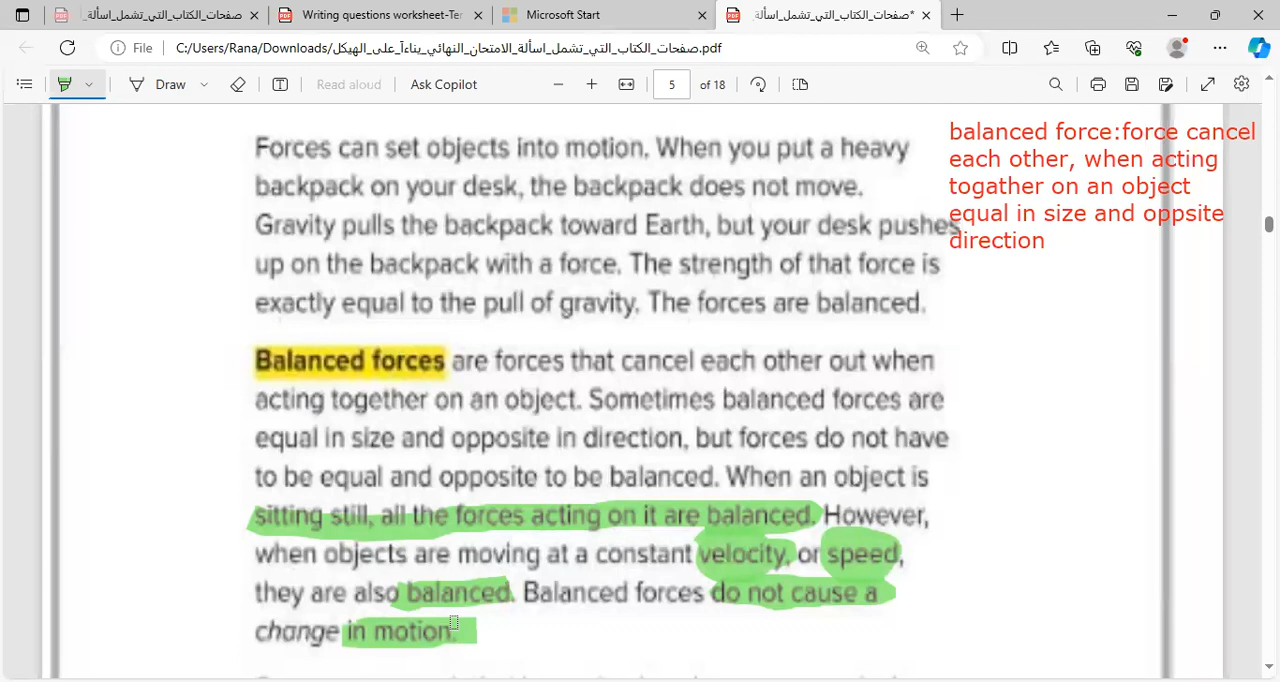 صفحات_الكتاب_التي_تشمل_اسألة
Writing questions worksheet-Ter
Microsoft Start
*صفحات_الكتاب_التي_تشمل_اسألة
File
C:/Users/Rana/Downloads/صفحات_الكتاب_التي_تشمل_اسألة_الامتحان_النهائي_بناءاً_على_الهيكل.pdf
Draw
Read aloud
Ask Copilot
5
of 18
Forces can set objects into motion. When you put a heavy
backpack on your desk, the backpack does not move.
Gravity pulls the backpack toward Earth, but your desk pushes
up on the backpack with a force. The strength of that force is
exactly equal to the pull of gravity. The forces are balanced.
balanced force:force cancel
each other, when acting
togather on an object
equal in size and oppsite
direction
Balanced forces are forces that cancel each other out when
acting together on an object. Sometimes balanced forces are
equal in size and opposite in direction, but forces do not have
to be equal and opposite to be balanced. When an object is
sitting still, all the forces acting on it are balanced. However,
when objects are moving at a constant velocity, or speed,
they are also balanced. Balanced forces do not cause a
change in motion.